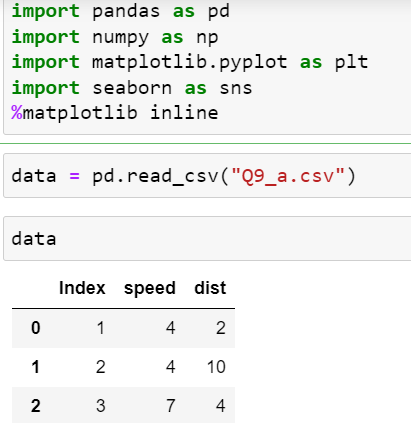 import pandas as pd
import numpy as np
import matplotlib.pyplot as plt
import seaborn as sns
%matplotlib inline
data = pd.read_csv("Q9_a.csv")
data
Index speed dist
0 1 4 2
1 2 4 10
2 3 7 4